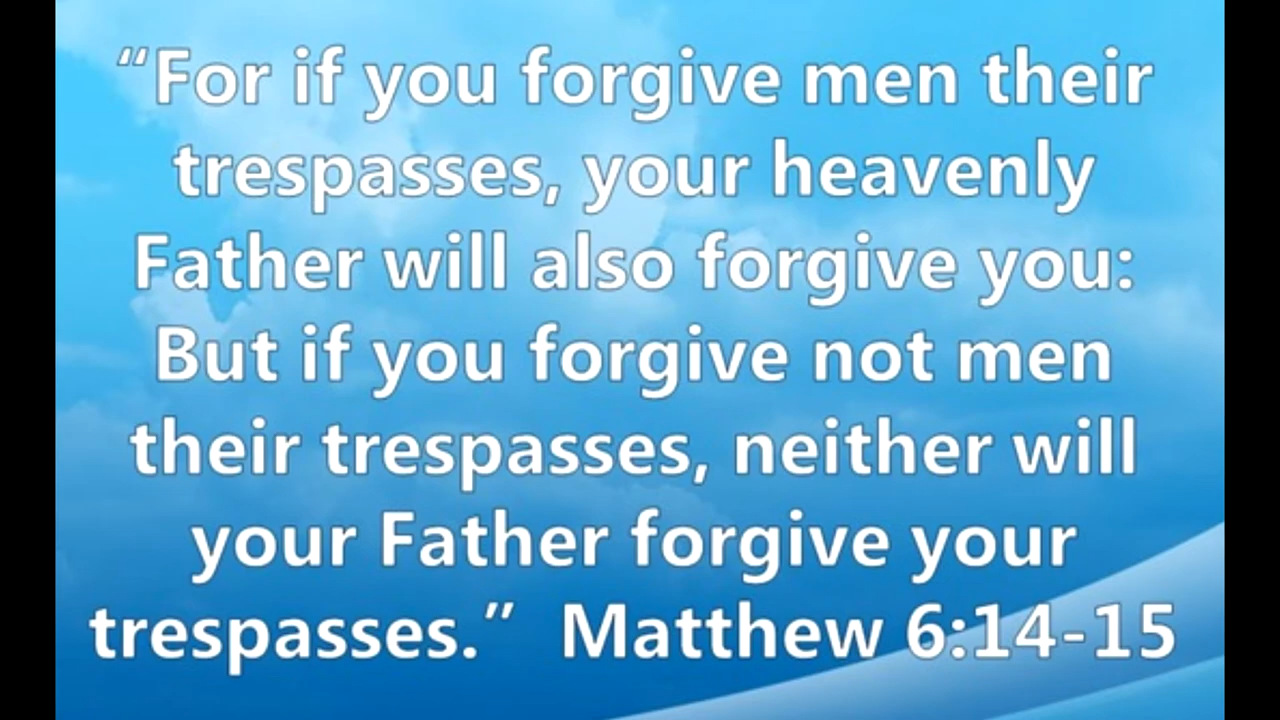 “For if you forgive men their
trespasses, your heavenly
Father will also forgive you:
But if you forgive not men
their trespasses, neither will
your Father forgive your
trespasses.”  Matthew 6:14-15